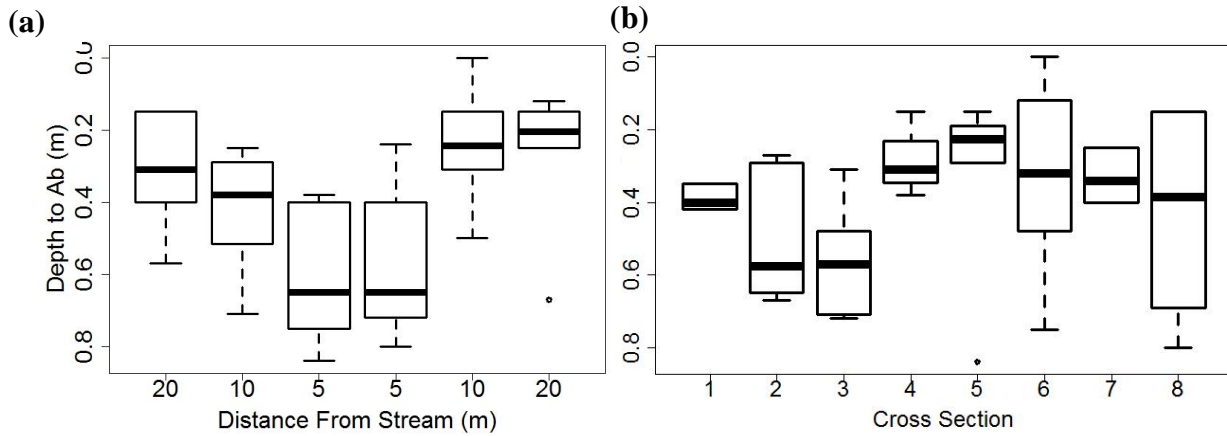 (a)
Depth to Ab (m)
0.0
0.2
0.4
0.6
0.8
20 10 5 5 10 20
Distance From Stream (m)
(b)
0.0
0.2
0.4
0.6
0.8
1 2 3 4 5 6 7 8
Cross Section